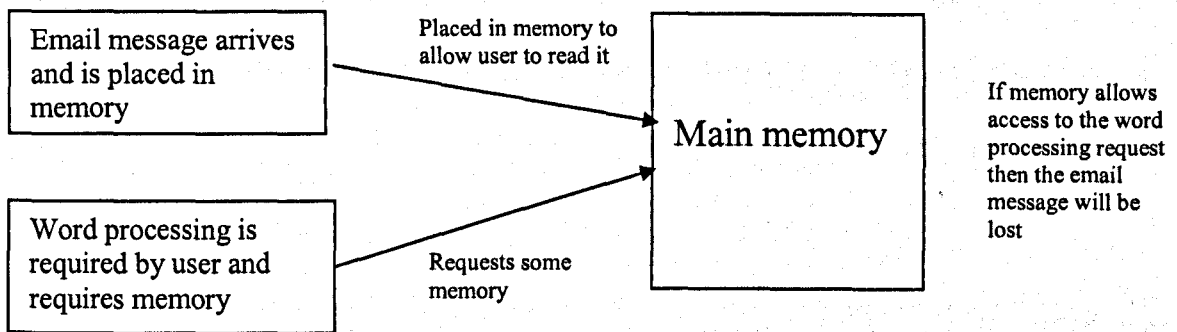 Email message arrives
and is placed in
memory
Placed in memory to
allow user to read it
Main memory
If memory allows
access to the word
processing request
then the email
message will be
lost
Word processing is
required by user and
requires memory
Requests some
memory